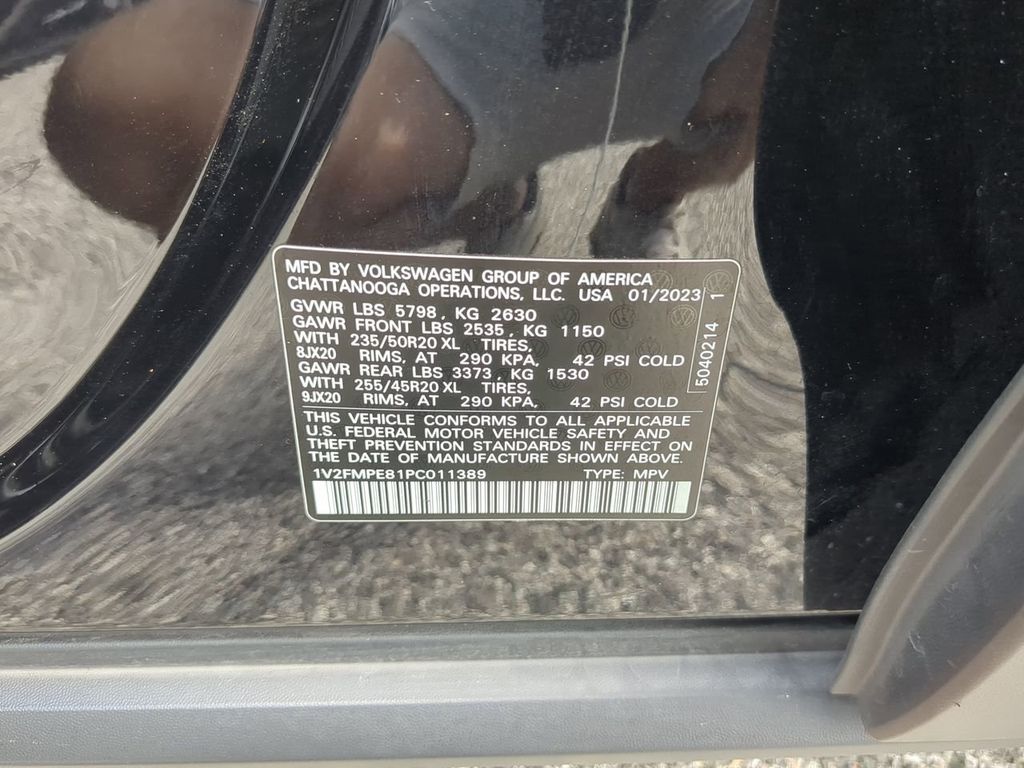 MFD BY VOLKSWAGEN GROUP OF AMERICA
CHATTANOOGA OPERATIONS, LLC. USA 01/2023
GVWR LBS 5798, KG 2630
GAWR FRONT LBS 2535, KG 1150
WITH 235/50R20 XL TIRES,
8JX20 RIMS, AT 290 KPA, 42 PSI COLD
GAWR REAR LBS 3373, KG 1530
WITH 255/45R20 XL TIRES,
9JX20 RIMS, AT 290 KPA, 42 PSI COLD
THIS VEHICLE CONFORMS TO ALL APPLICABLE
U.S. FEDERAL MOTOR VEHICLE SAFETY AND
THEFT PREVENTION STANDARDS IN EFFECT ON
THE DATE OF MANUFACTURE SHOWN ABOVE.
1V2FMPE81PC011389 TYPE: MPV
5040214 1